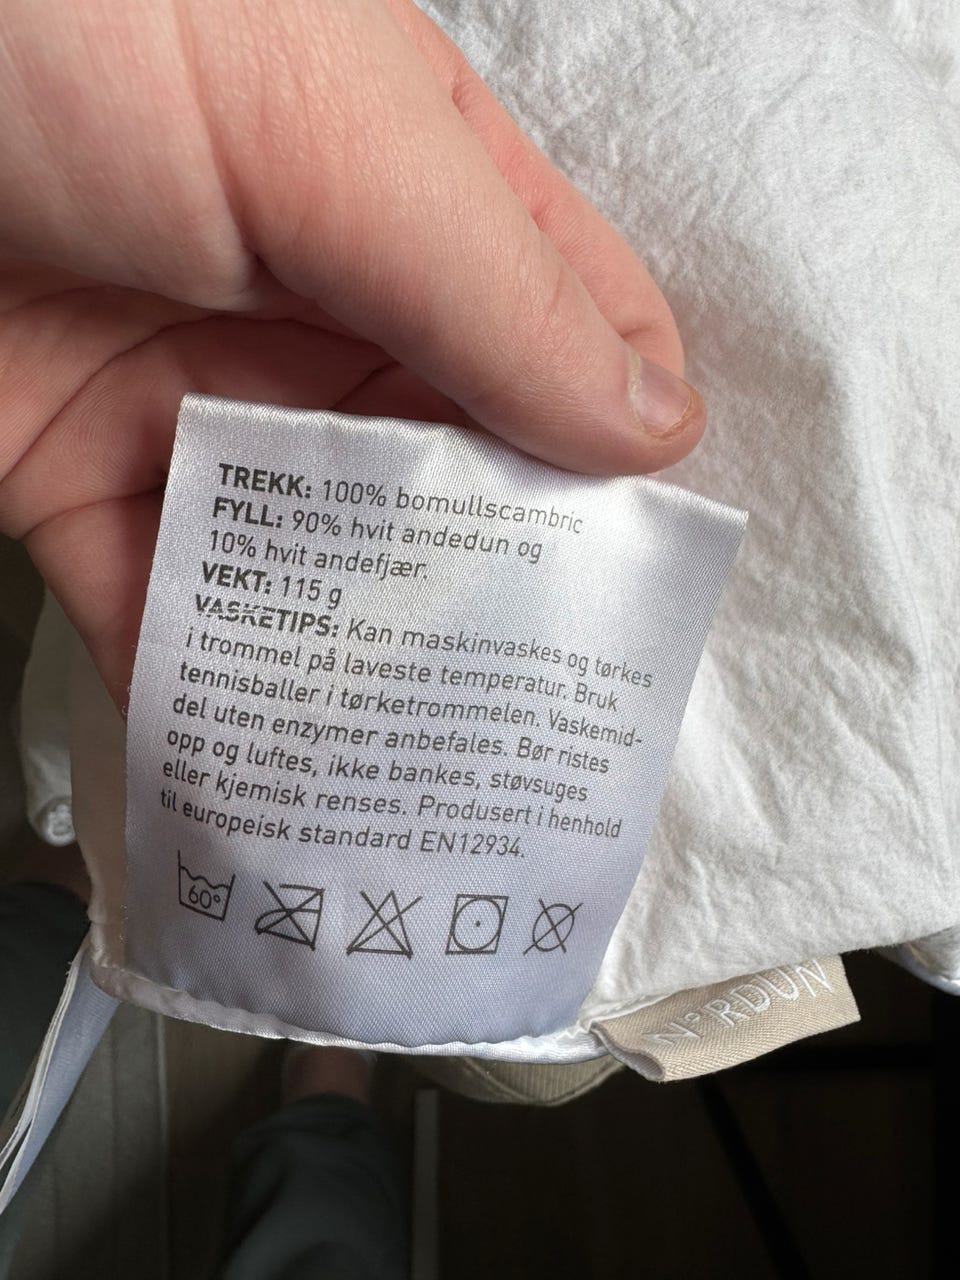 TREKK: 100% bomullscambric
FYLL: 90% hvit andedun og
10% hvit andefjær.
VEKT: 115 g
VASKETIPS: Kan maskinvaskes og tørkes
i trommel på laveste temperatur. Bruk
tennisballer i tørketrommelen. Vaskemid-
del uten enzymer anbefales. Bør ristes
opp og luftes, ikke bankes, støvsuges
eller kjemisk renses. Produsert i henhold
til europeisk standard EN12934.
60°
N°RDUN